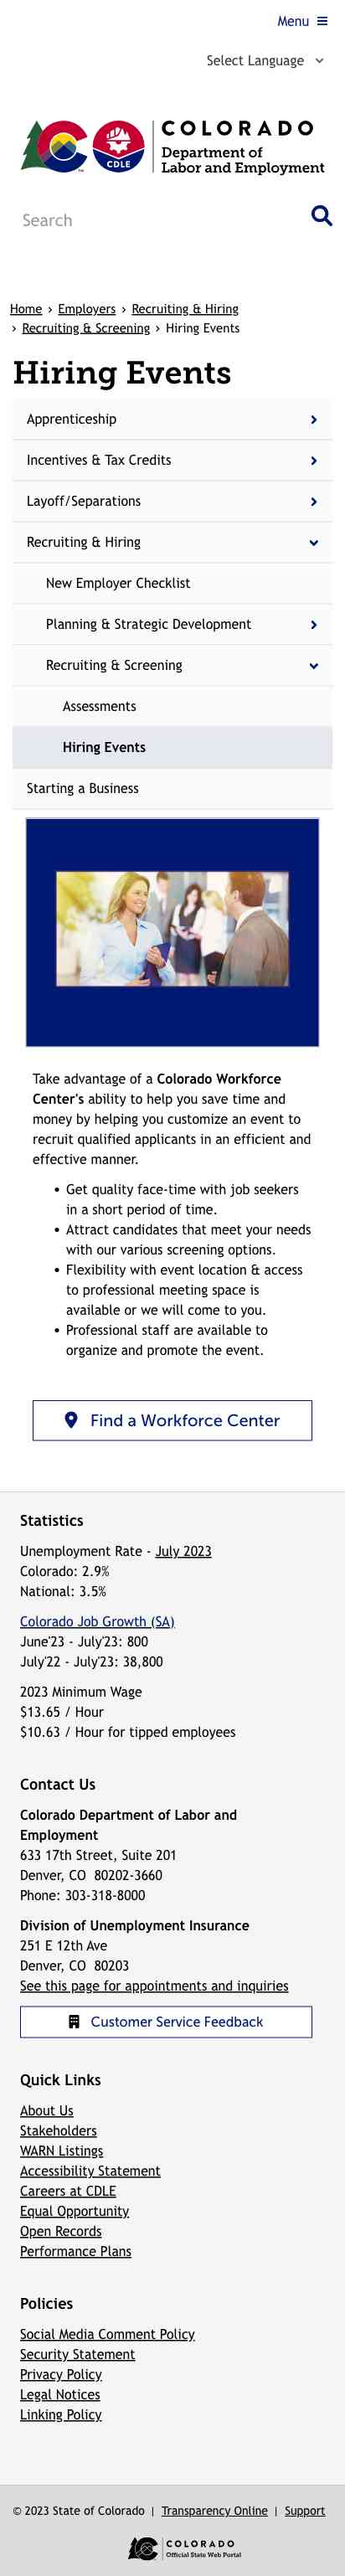 Menu
Select Language
CDLE
COLORADO
Department of
Labor and Employment
Search
Home › Employers › Recruiting & Hiring
› Recruiting & Screening › Hiring Events
Hiring Events
Apprenticeship
Incentives & Tax Credits
Layoff/Separations
Recruiting & Hiring
New Employer Checklist
Planning & Strategic Development
Recruiting & Screening
Assessments
Hiring Events
Starting a Business
Take advantage of a Colorado Workforce
Center's ability to help you save time and
money by helping you customize an event to
recruit qualified applicants in an efficient and
effective manner.
• Get quality face-time with job seekers
in a short period of time.
• Attract candidates that meet your needs
with our various screening options.
• Flexibility with event location & access
to professional meeting space is
available or we will come to you.
• Professional staff are available to
organize and promote the event.
Find a Workforce Center
Statistics
Unemployment Rate - July 2023
Colorado: 2.9%
National: 3.5%
Colorado Job Growth (SA)
June'23 - July'23: 800
July'22 - July'23: 38,800
2023 Minimum Wage
$13.65 / Hour
$10.63 / Hour for tipped employees
Contact Us
Colorado Department of Labor and
Employment
633 17th Street, Suite 201
Denver, CO  80202-3660
Phone: 303-318-8000
Division of Unemployment Insurance
251 E 12th Ave
Denver, CO  80203
See this page for appointments and inquiries
Customer Service Feedback
Quick Links
About Us
Stakeholders
WARN Listings
Accessibility Statement
Careers at CDLE
Equal Opportunity
Open Records
Performance Plans
Policies
Social Media Comment Policy
Security Statement
Privacy Policy
Legal Notices
Linking Policy
© 2023 State of Colorado | Transparency Online | Support
COLORADO
Official State Web Portal